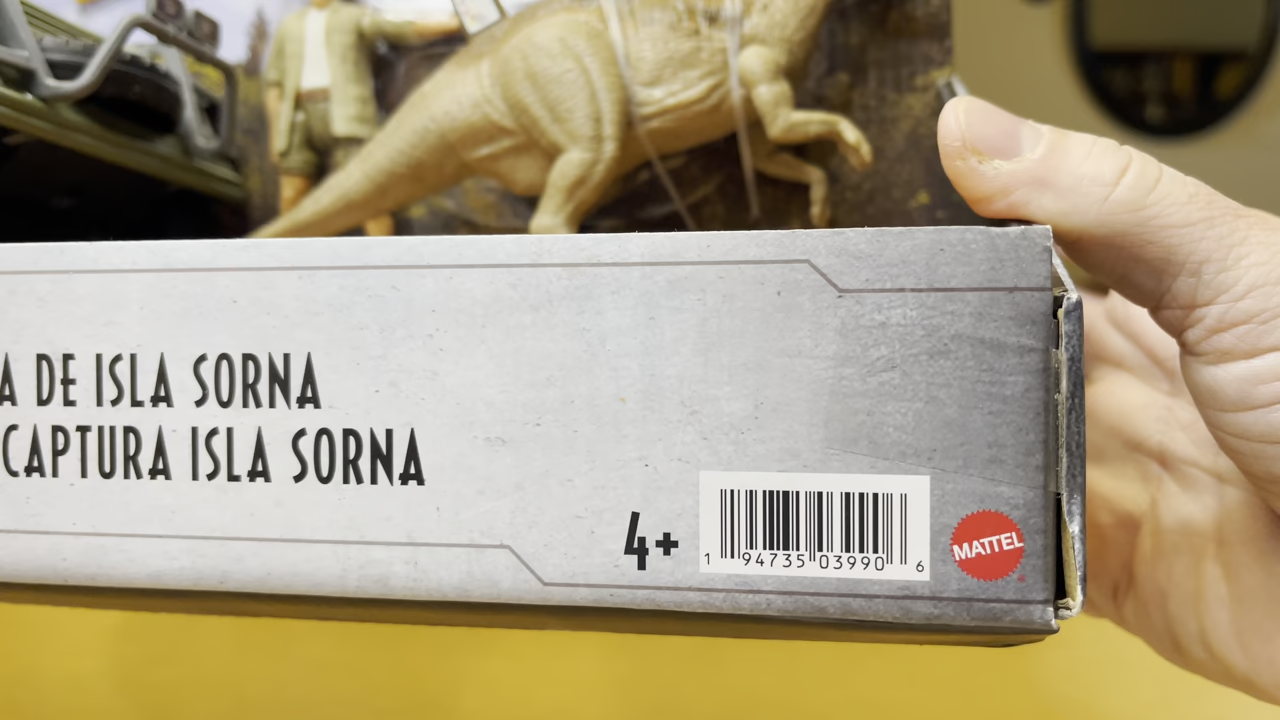 A DE ISLA SORNA
CAPTURA ISLA SORNA
4+
1 94735 03990 6
MATTEL